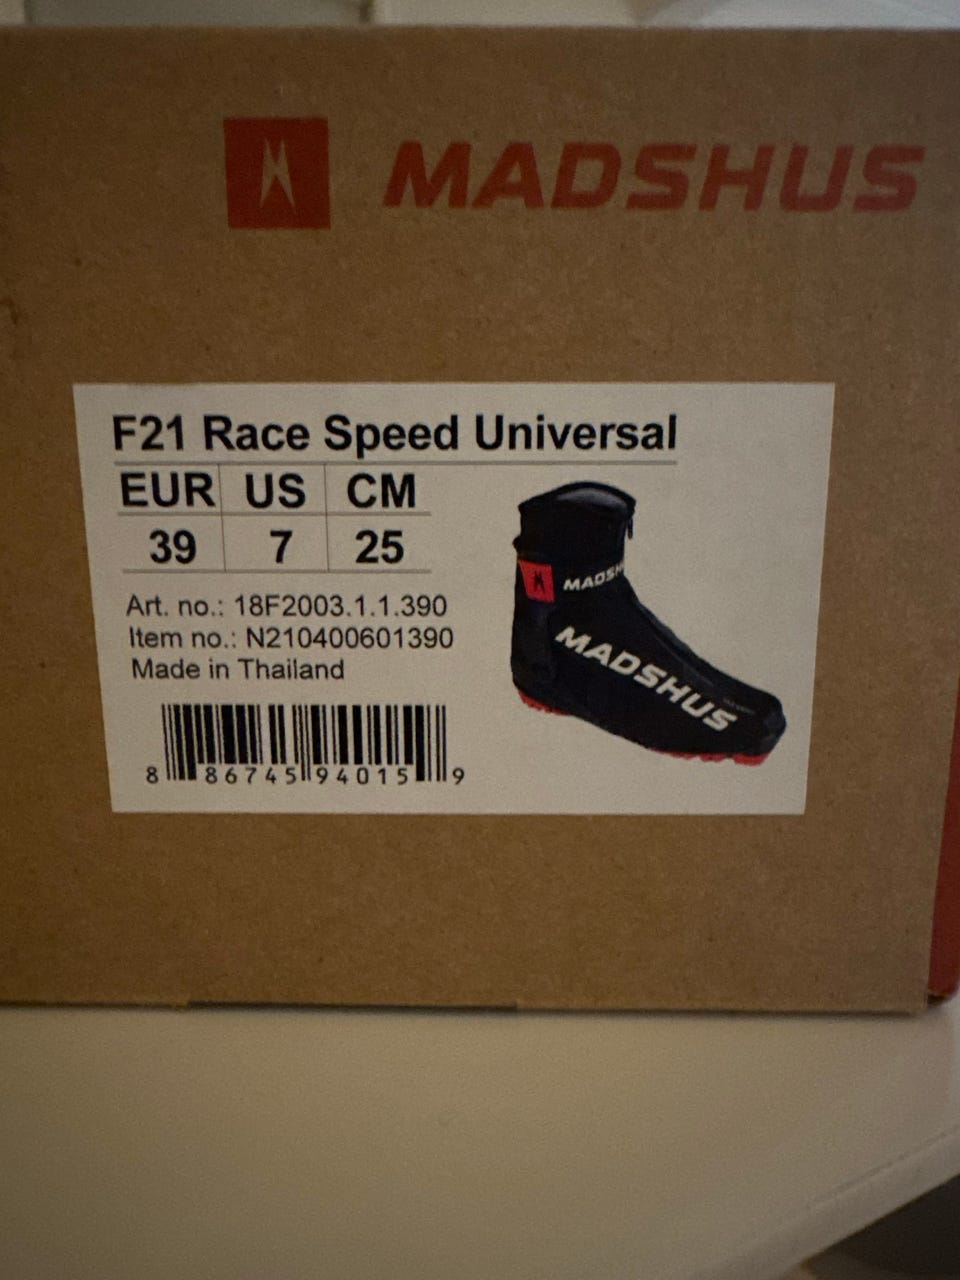 MADSHUS
F21 Race Speed Universal
EUR US CM
39 7 25
Art. no.: 18F2003.1.1.390
Item no.: N210400601390
Made in Thailand
8 86745 94015 9
MADSH
MADSHUS